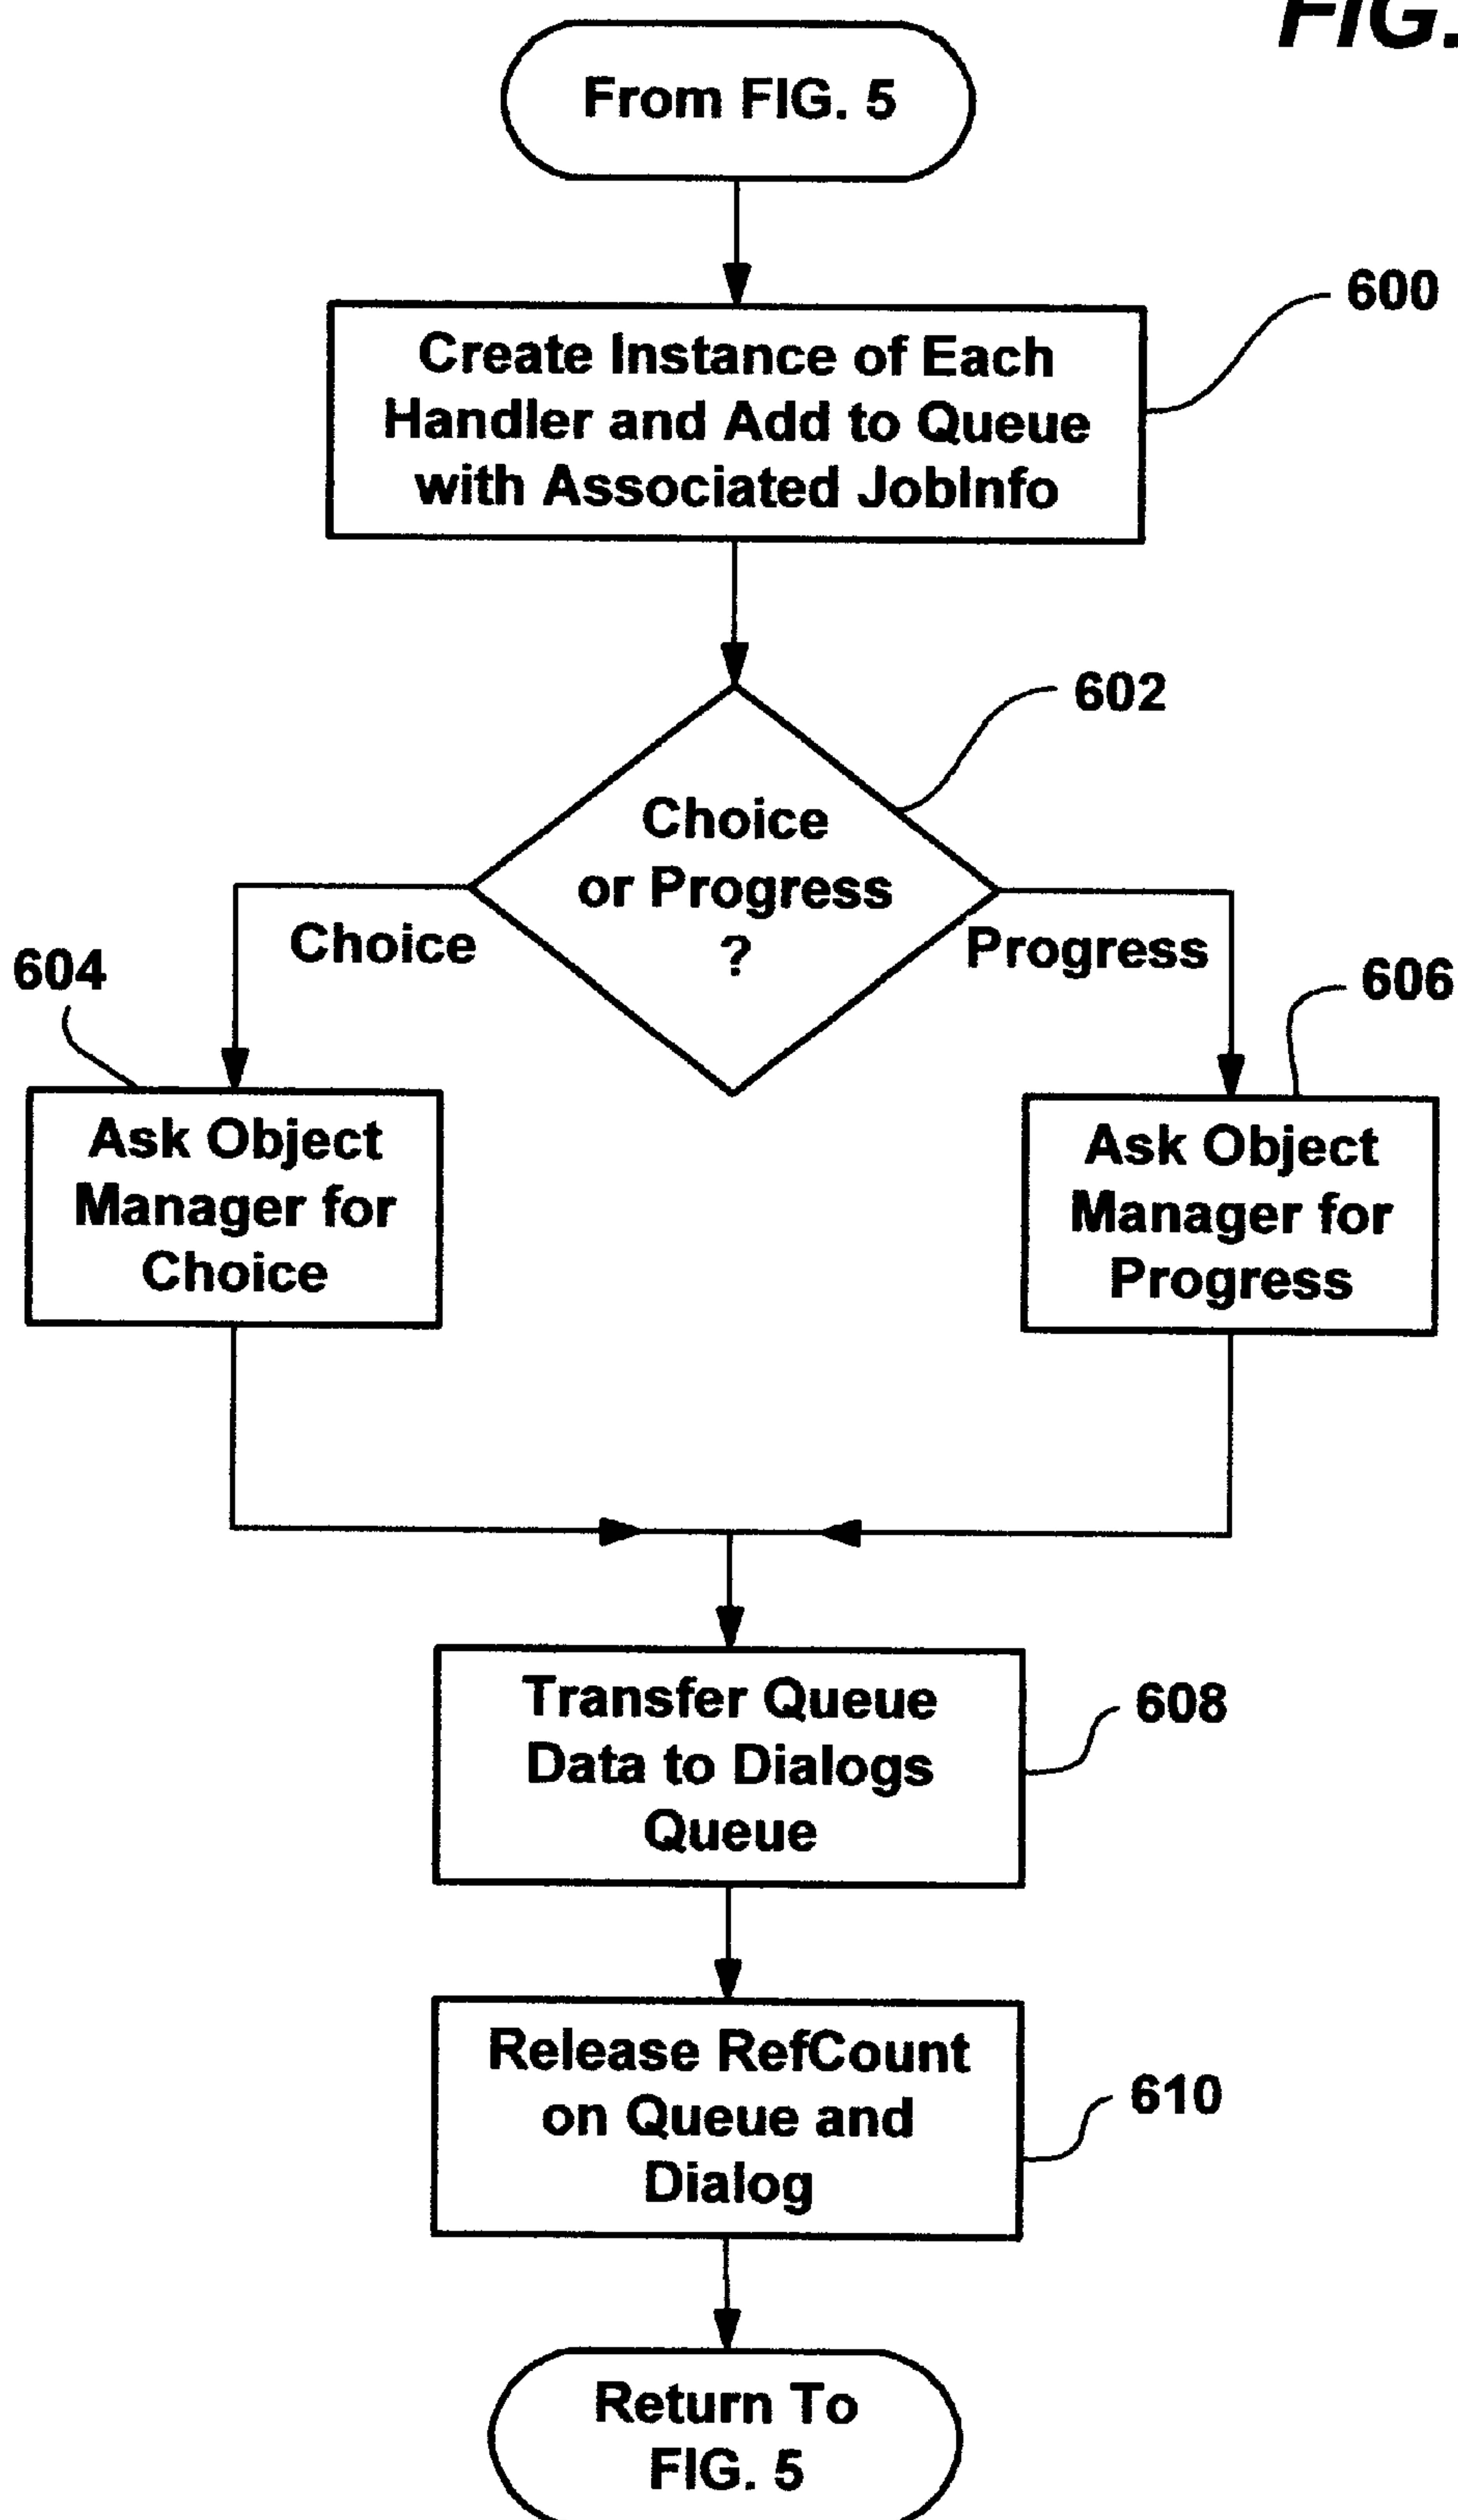 FIG.
From FIG. 5
600
Create Instance of Each
Handler and Add to Queue
with Associated JobInfo
602
Choice
or Progress
?
Choice
Progress
604
606
Ask Object
Manager for
Choice
Ask Object
Manager for
Progress
Transfer Queue
Data to Dialogs
Queue
608
Release RefCount
on Queue and
Dialog
610
Return To
FIG. 5